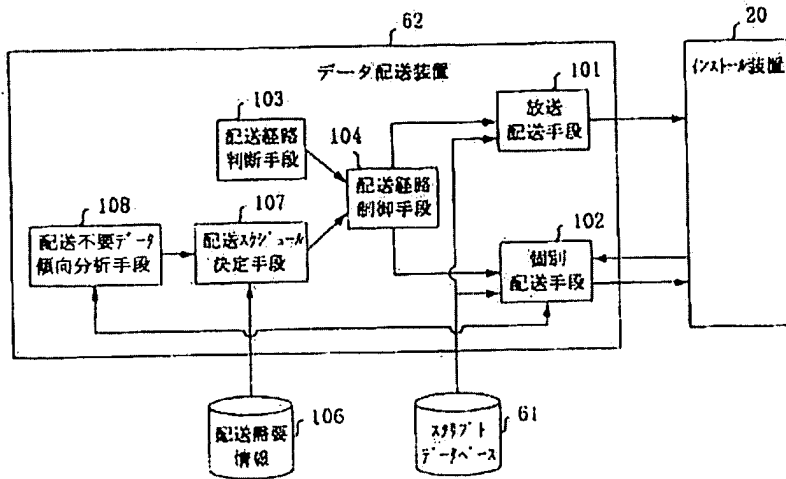 62
20
データ配送装置
インストール装置
101
放送
配送手段
103
配送経路
判断手段
104
配送経路
制御手段
108
配送不要データ
傾向分析手段
107
配送スケジュール
決定手段
102
個別
配送手段
106
配送需要
情報
61
スクリプト
データベース